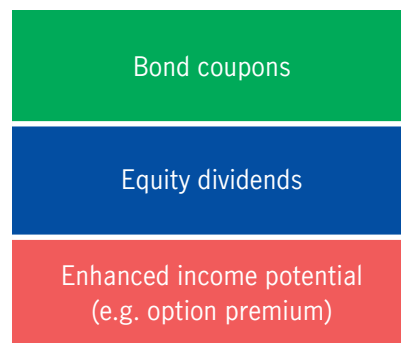 Bond coupons
Equity dividends
Enhanced income potential
(e.g. option premium)